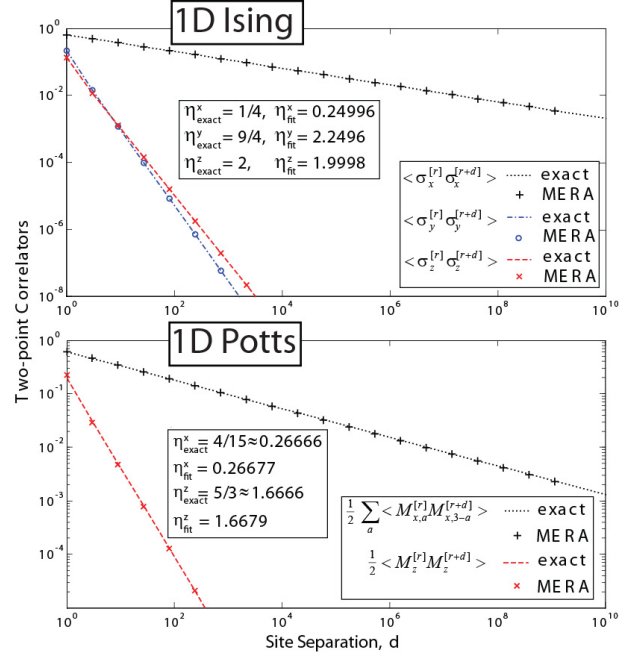 1D Ising
10^0
10^-2
10^-4
10^-6
10^-8
10^0 10^2 10^4 10^6 10^8 10^10
η^x_exact = 1/4, η^x_fit = 0.24996
η^y_exact = 9/4, η^y_fit = 2.2496
η^z_exact = 2, η^z_fit = 1.9998
< σ_x^[r] σ_x^[r+d] > exact
MERA
< σ_y^[r] σ_y^[r+d] > exact
MERA
< σ_z^[r] σ_z^[r+d] > exact
MERA
Two-point Correlators
1D Potts
10^0
10^-1
10^-2
10^-3
10^-4
10^0 10^2 10^4 10^6 10^8 10^10
η^x_exact = 4/15≈0.26666
η^x_fit = 0.26677
η^z_exact = 5/3≈1.6666
η^z_fit = 1.6679
1/2 ∑_a < M_x,a^[r] M_x,3-a^[r+d] > exact
MERA
1/2 < M_z^[r] M_z^[r+d] > exact
MERA
Site Separation, d